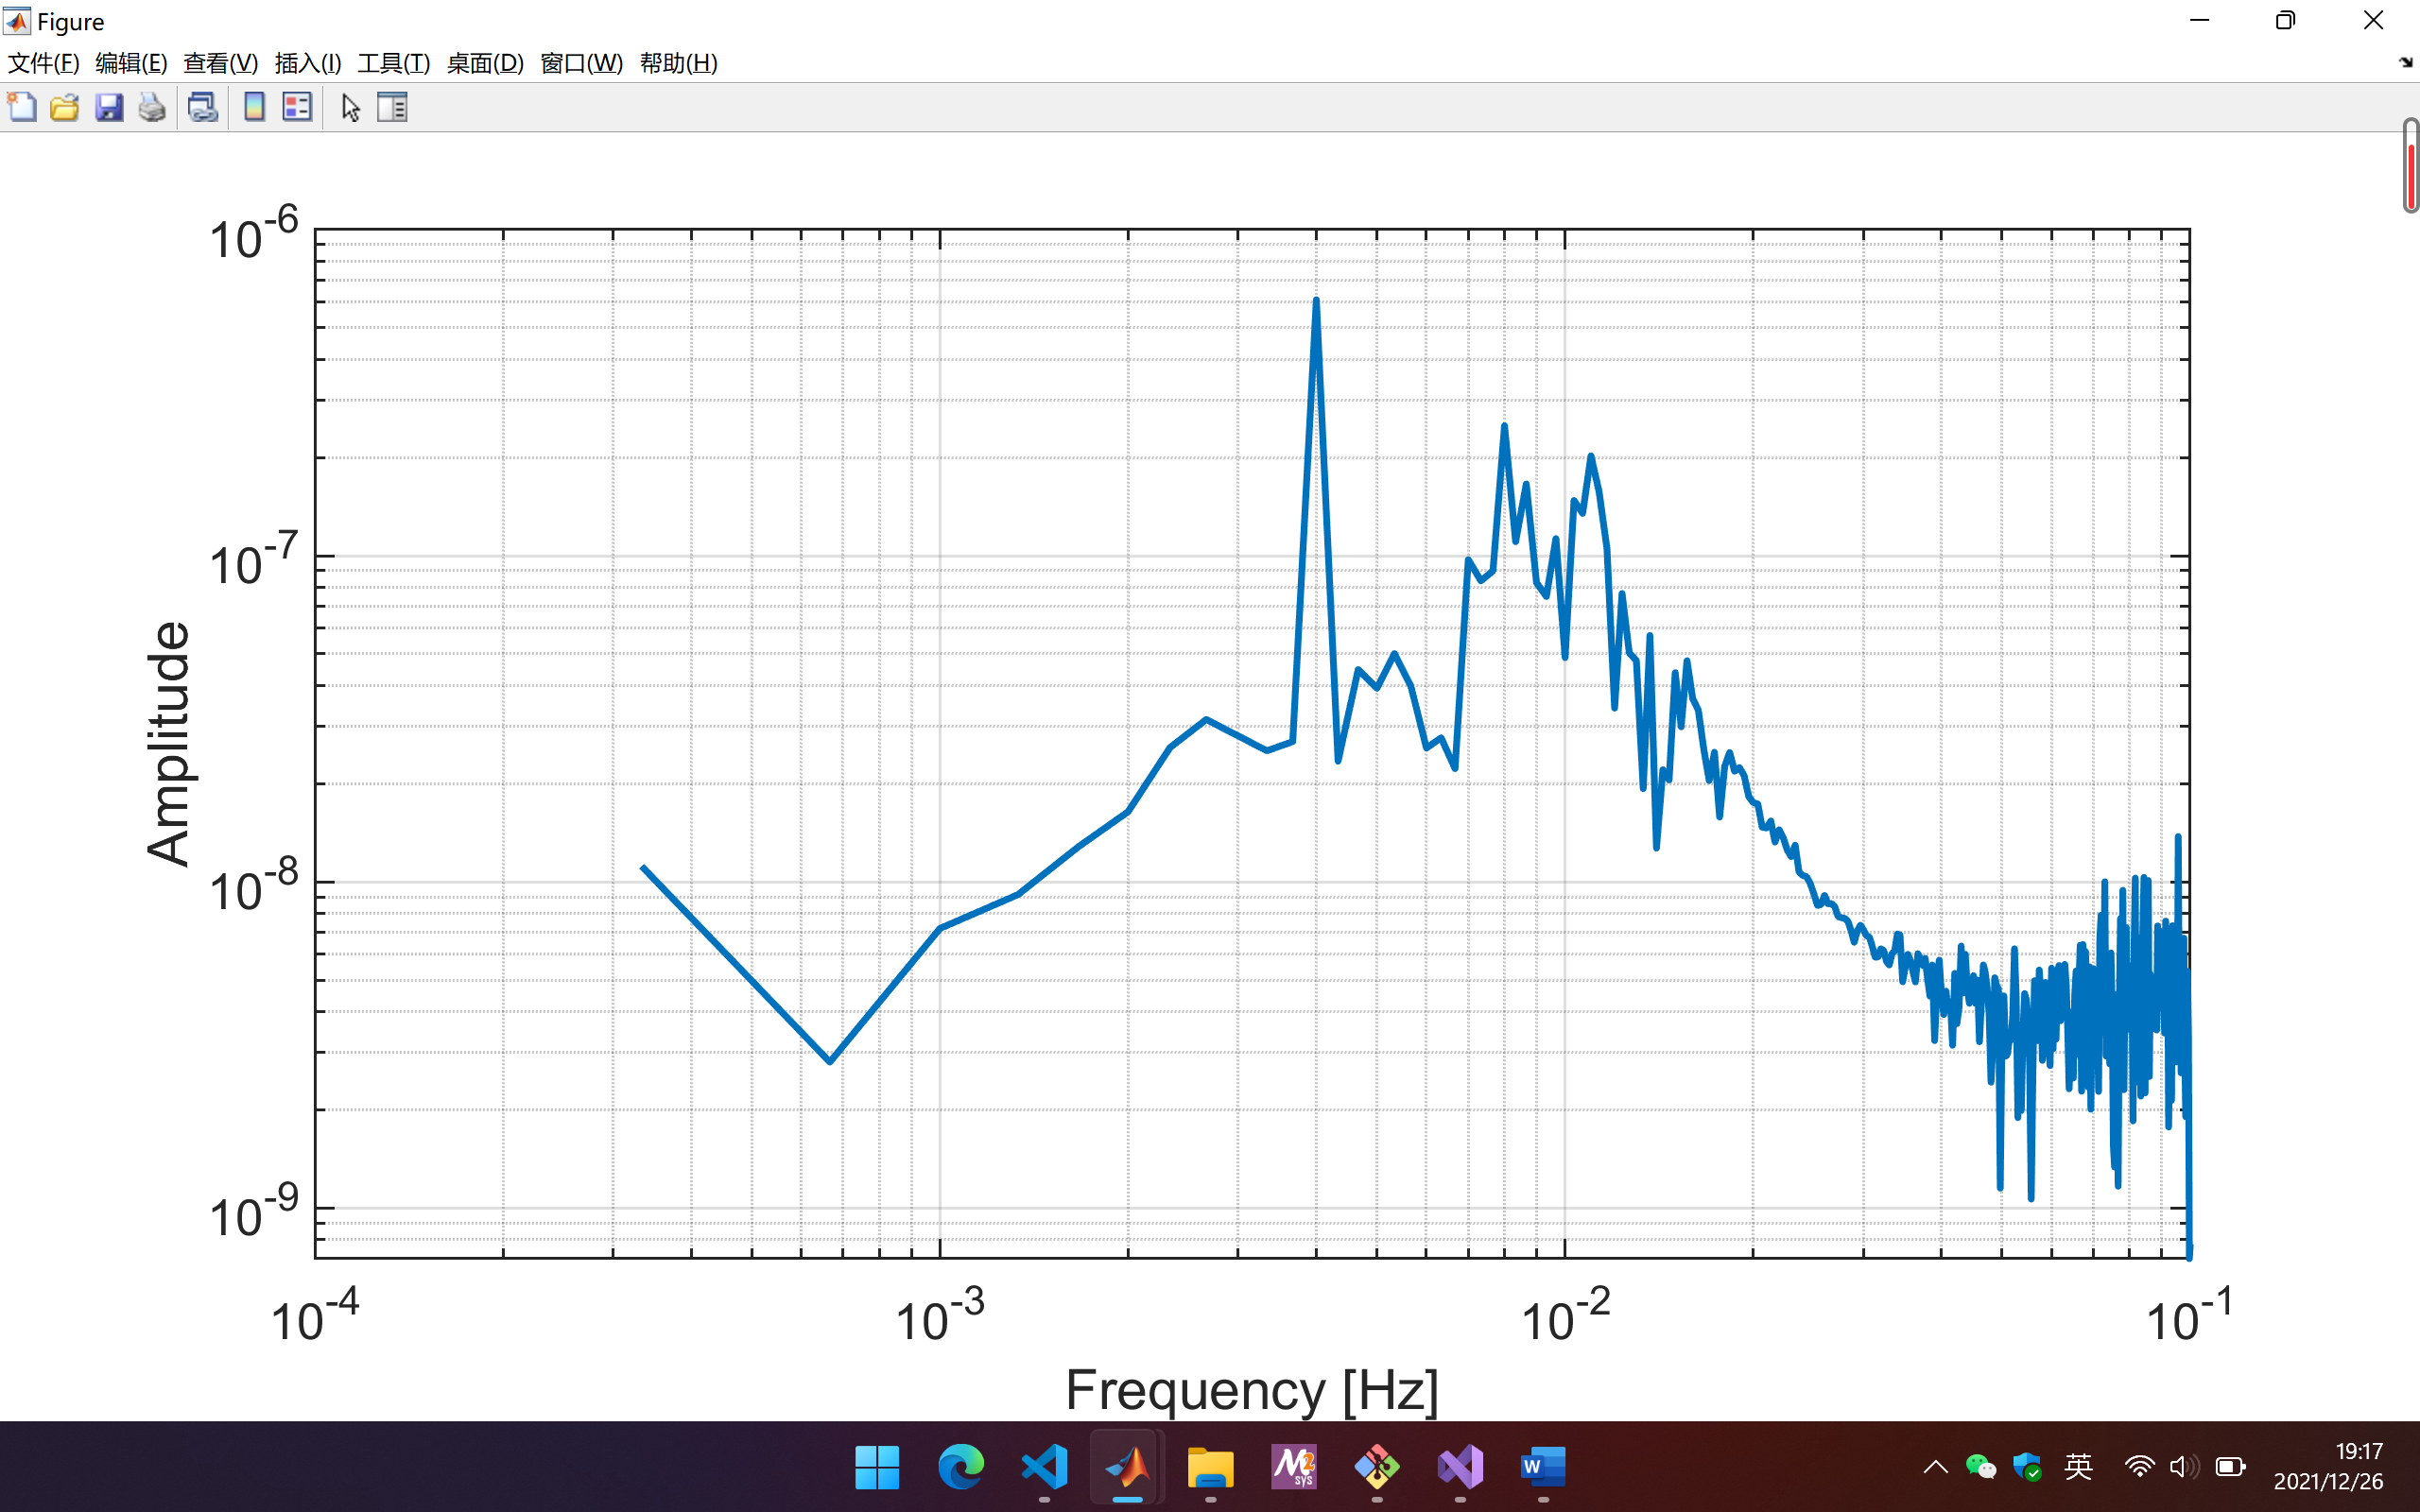 Figure
文件(F) 编辑(E) 查看(V) 插入(I) 工具(T) 桌面(D) 窗口(W) 帮助(H)
10^-6
10^-7
10^-8
10^-9
Amplitude
10^-4 10^-3 10^-2 10^-1
Frequency [Hz]
M2 sys
W
英
19:17
2021/12/26